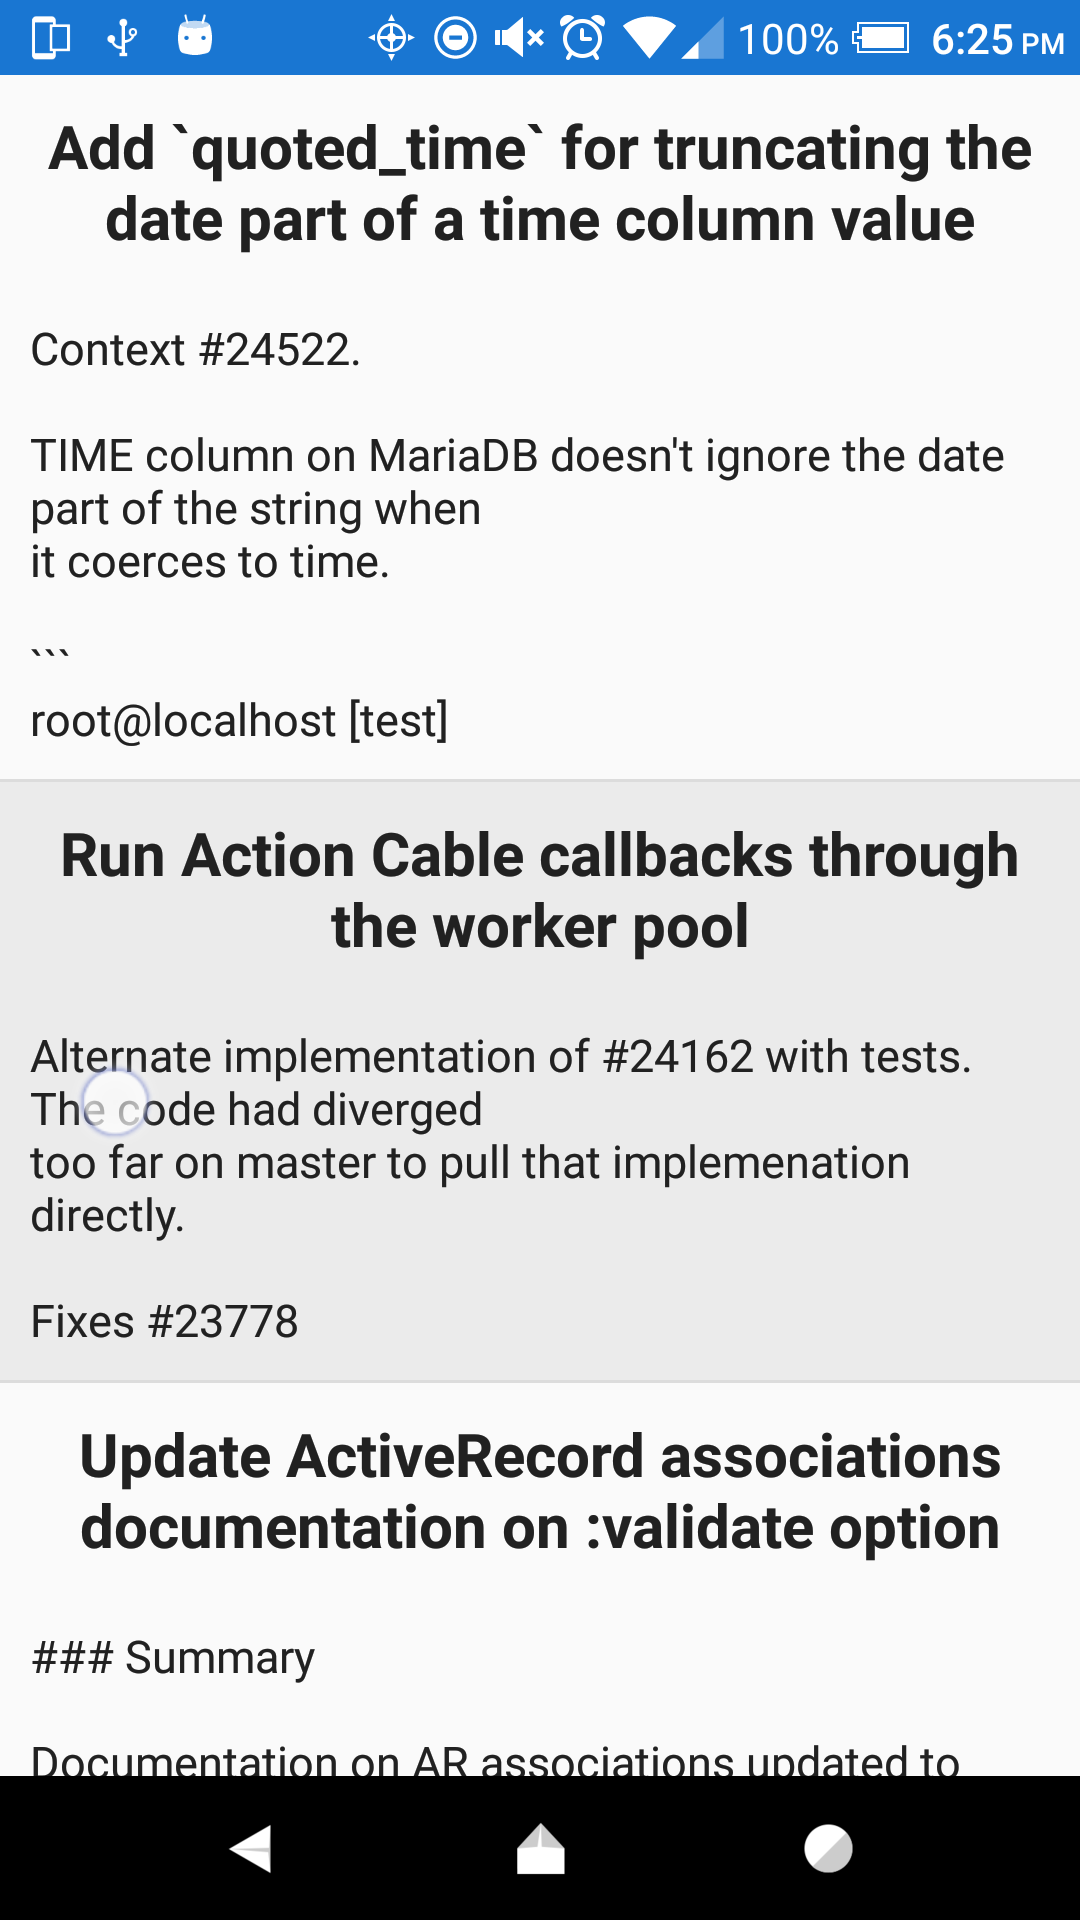 100% 6:25 PM
Add `quoted_time` for truncating the
date part of a time column value
Context #24522.
TIME column on MariaDB doesn't ignore the date
part of the string when
it coerces to time.
```
root@localhost [test]
Run Action Cable callbacks through
the worker pool
Alternate implementation of #24162 with tests.
The code had diverged
too far on master to pull that implemenation
directly.
Fixes #23778
Update ActiveRecord associations
documentation on :validate option
### Summary
Documentation on AR associations updated to